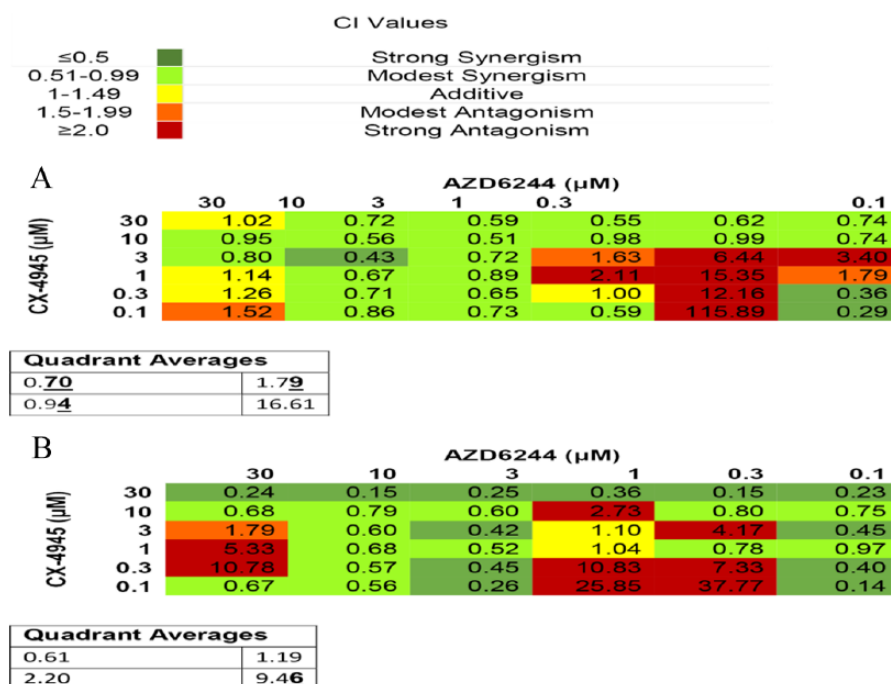 CI Values
≤0.5 Strong Synergism
0.51-0.99 Modest Synergism
1-1.49 Additive
1.5-1.99 Modest Antagonism
≥2.0 Strong Antagonism
A
AZD6244 (µM)
30 10 3 1 0.3 0.1
CX-4945 (µM)
30 1.02 0.72 0.59 0.55 0.62 0.74
10 0.95 0.56 0.51 0.98 0.99 0.74
3 0.80 0.43 0.72 1.63 6.44 3.40
1 1.14 0.67 0.89 2.11 15.35 1.79
0.3 1.26 0.71 0.65 1.00 12.16 0.36
0.1 1.52 0.86 0.73 0.59 115.89 0.29
Quadrant Averages
0.70 1.79
0.94 16.61
B
AZD6244 (µM)
30 10 3 1 0.3 0.1
CX-4945 (µM)
30 0.24 0.15 0.25 0.36 0.15 0.23
10 0.68 0.79 0.60 2.73 0.80 0.75
3 1.79 0.60 0.42 1.10 4.17 0.45
1 5.33 0.68 0.52 1.04 0.78 0.97
0.3 10.78 0.57 0.45 10.83 7.33 0.40
0.1 0.67 0.56 0.26 25.85 37.77 0.14
Quadrant Averages
0.61 1.19
2.20 9.46